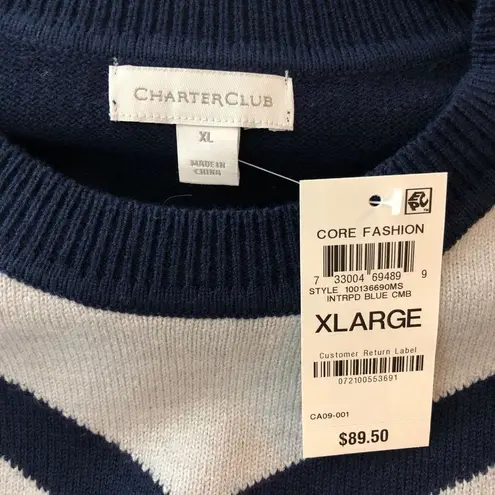 CHARTERCLUB
XL
MADE IN
CHINA
CORE FASHION
7 33004 69489 9
STYLE 100136690MS
INTRPD BLUE CMB
XLARGE
Customer Return Label
072100553691
CA09-001
$89.50